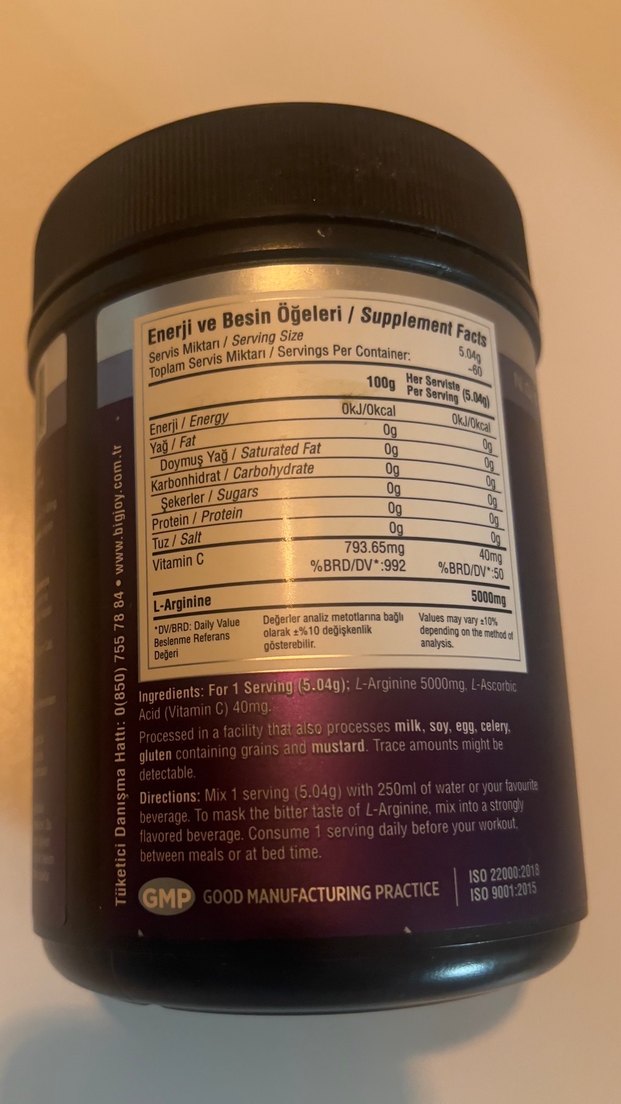 Enerji ve Besin Öğeleri / Supplement Facts
Servis Miktarı / Serving Size 5.04g
Toplam Servis Miktarı / Servings Per Container: ~60
100g Her Serviste
Per Serving (5.04g)
Enerji / Energy 0kJ/0kcal 0kJ/0kcal
Yağ / Fat 0g 0g
Doymuş Yağ / Saturated Fat 0g 0g
Karbonhidrat / Carbohydrate 0g 0g
Şekerler / Sugars 0g 0g
Protein / Protein 0g 0g
Tuz / Salt 0g 0g
Vitamin C 793.65mg 40mg
%BRD/DV*:992 %BRD/DV*:50
L-Arginine 5000mg
*DV/BRD: Daily Value
Beslenme Referans
Değeri
Değerler analiz metotlarına bağlı
olarak ±%10 değişkenlik
gösterebilir.
Values may vary ±10%
depending on the method of
analysis.
Ingredients: For 1 Serving (5.04g); L-Arginine 5000mg, L-Ascorbic
Acid (Vitamin C) 40mg.
Processed in a facility that also processes milk, soy, egg, celery,
gluten containing grains and mustard. Trace amounts might be
detectable.
Directions: Mix 1 serving (5.04g) with 250ml of water or your favourite
beverage. To mask the bitter taste of L-Arginine, mix into a strongly
flavored beverage. Consume 1 serving daily before your workout,
between meals or at bed time.
GMP GOOD MANUFACTURING PRACTICE
ISO 22000:2018
ISO 9001:2015
Tüketici Danışma Hattı: 0(850) 755 78 84 • www.bigjoy.com.tr